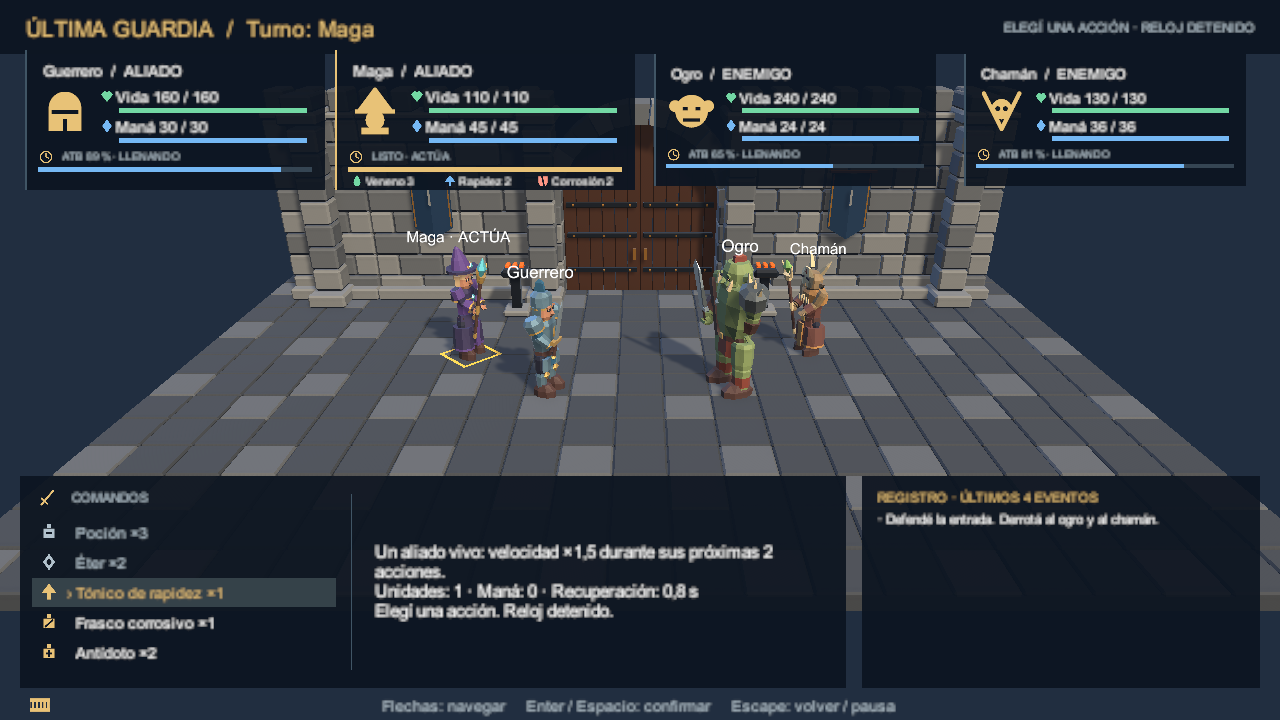 ÚLTIMA GUARDIA / Turno: Maga
ELEGÍ UNA ACCIÓN · RELOJ DETENIDO
Guerrero / ALIADO
Vida 160 / 160
Maná 30 / 30
ATB 89 % · LLENANDO
Maga / ALIADO
Vida 110 / 110
Maná 45 / 45
LISTO · ACTÚA
Veneno 3
Rapidez 2
Corrosión 2
Ogro / ENEMIGO
Vida 240 / 240
Maná 24 / 24
ATB 65 % · LLENANDO
Chamán / ENEMIGO
Vida 130 / 130
Maná 36 / 36
ATB 81 % · LLENANDO
Maga · ACTÚA
Guerrero
Ogro
Chamán
COMANDOS
Poción ×3
Éter ×2
› Tónico de rapidez ×1
Frasco corrosivo ×1
Antídoto ×2
Un aliado vivo: velocidad ×1,5 durante sus próximas 2
acciones.
Unidades: 1 · Maná: 0 · Recuperación: 0,8 s
Elegí una acción. Reloj detenido.
REGISTRO · ÚLTIMOS 4 EVENTOS
· Defendé la entrada. Derrotá al ogro y al chamán.
Flechas: navegar Enter / Espacio: confirmar Escape: volver / pausa